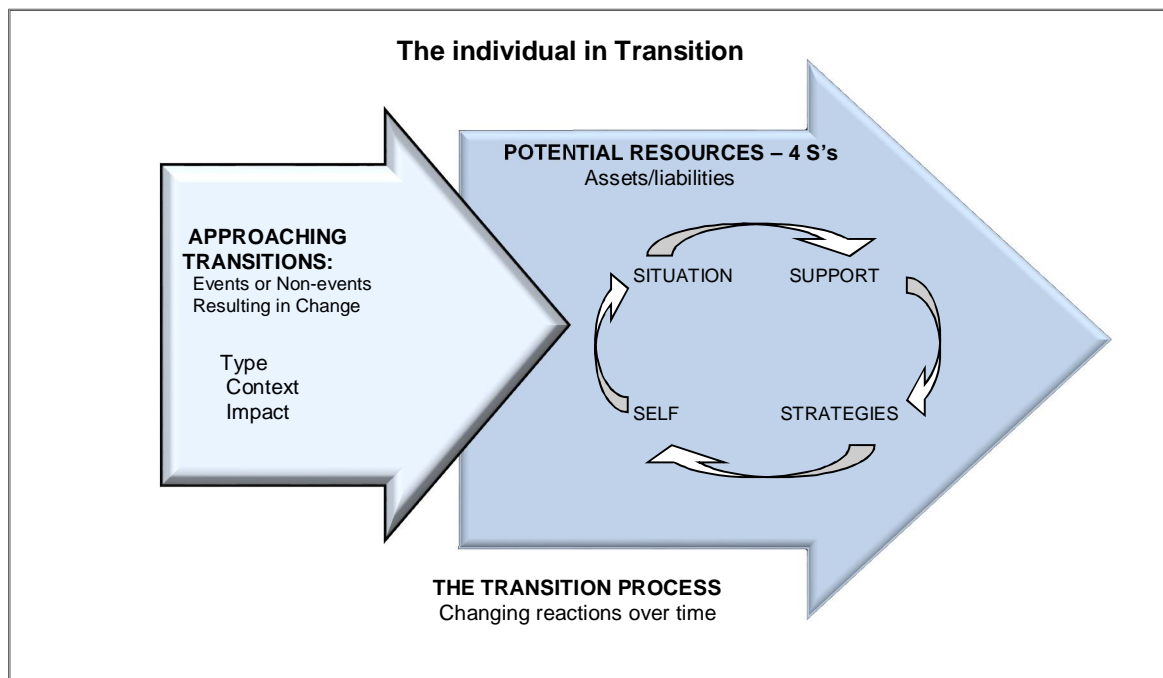 The individual in Transition
POTENTIAL RESOURCES – 4 S's
Assets/liabilities
APPROACHING
TRANSITIONS:
Events or Non-events
Resulting in Change
Type
Context
Impact
SITUATION
SUPPORT
SELF
STRATEGIES
THE TRANSITION PROCESS
Changing reactions over time